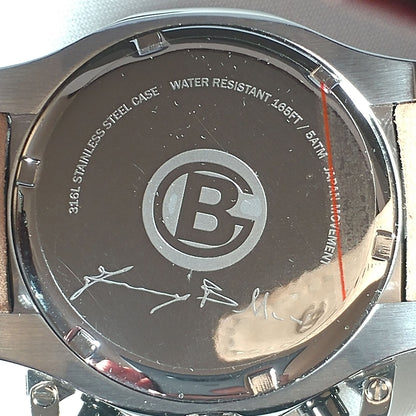 316L STAINLESS STEEL CASE WATER RESISTANT 165FT / 5ATM JAPAN MOVEMENT
B